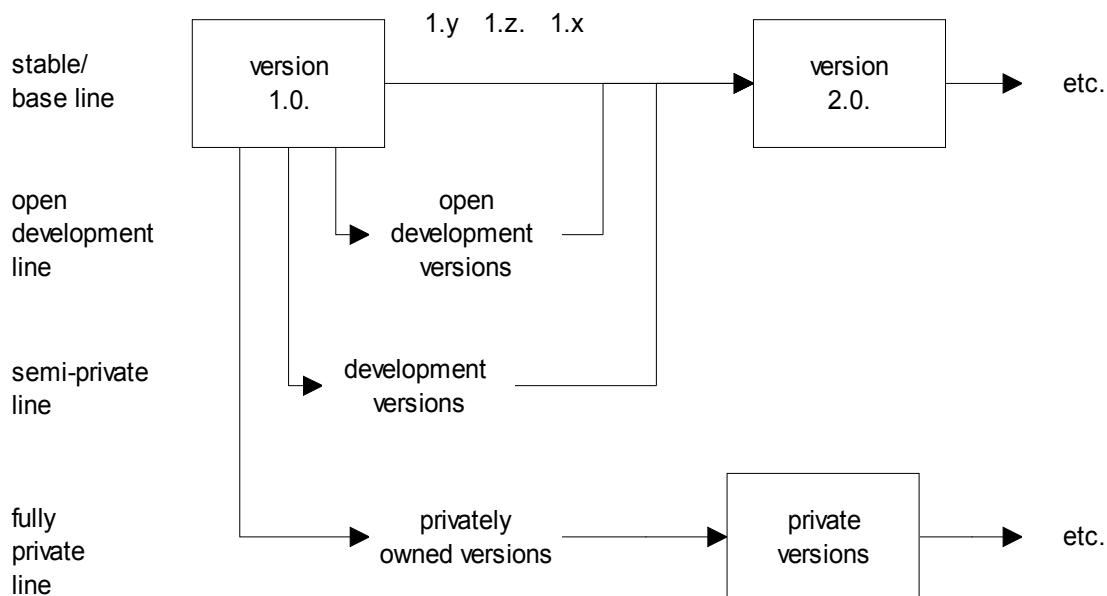 1.y 1.z. 1.x
stable/
base line
version
1.0.
version
2.0.
etc.
open
development
line
open
development
versions
semi-private
line
development
versions
fully
private
line
privately
owned versions
private
versions
etc.